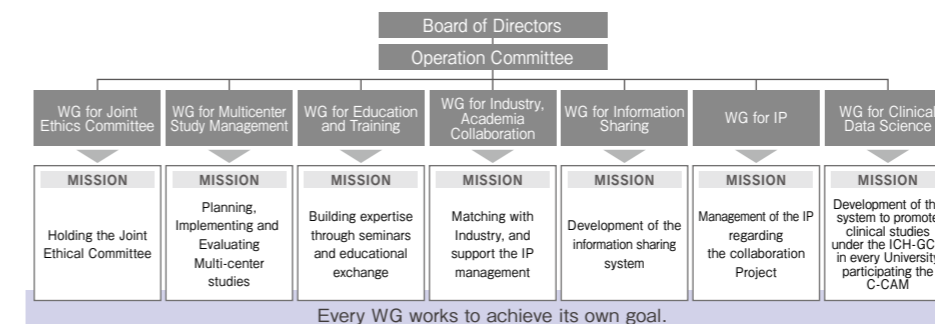 Board of Directors
Operation Committee
WG for Joint
Ethics Committee
WG for Multicenter
Study Management
WG for Education
and Training
WG for Industry,
Academia
Collaboration
WG for Information
Sharing
WG for IP
WG for Clinical
Data Science
MISSION
Holding the Joint
Ethical Committee
MISSION
Planning,
Implementing and
Evaluating
Multi-center
studies
MISSION
Building expertise
through seminars
and educational
exchange
MISSION
Matching with
Industry, and
support the IP
management
MISSION
Development of the
information sharing
system
MISSION
Management of the IP
regarding
the collaboration
Project
MISSION
Development of
system to promote
clinical studies
under the
in every University
participating the
C-CAM
Every WG works to achieve its own goal.